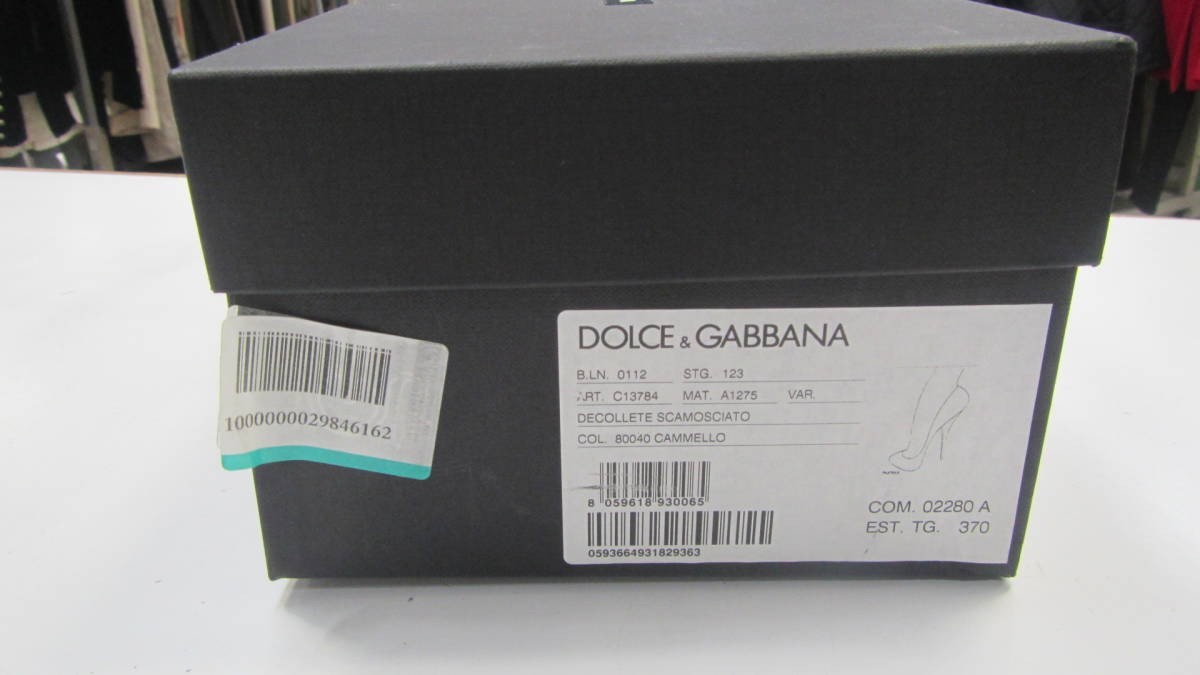 1000000029846162
DOLCE & GABBANA
B.LN. 0112 STG. 123
ART. C13784 MAT. A1275 VAR.
DECOLLETE SCAMOSCIATO
COL. 80040 CAMMELLO
8 059618 930065
0593664931829363
COM. 02280 A
EST. TG. 370